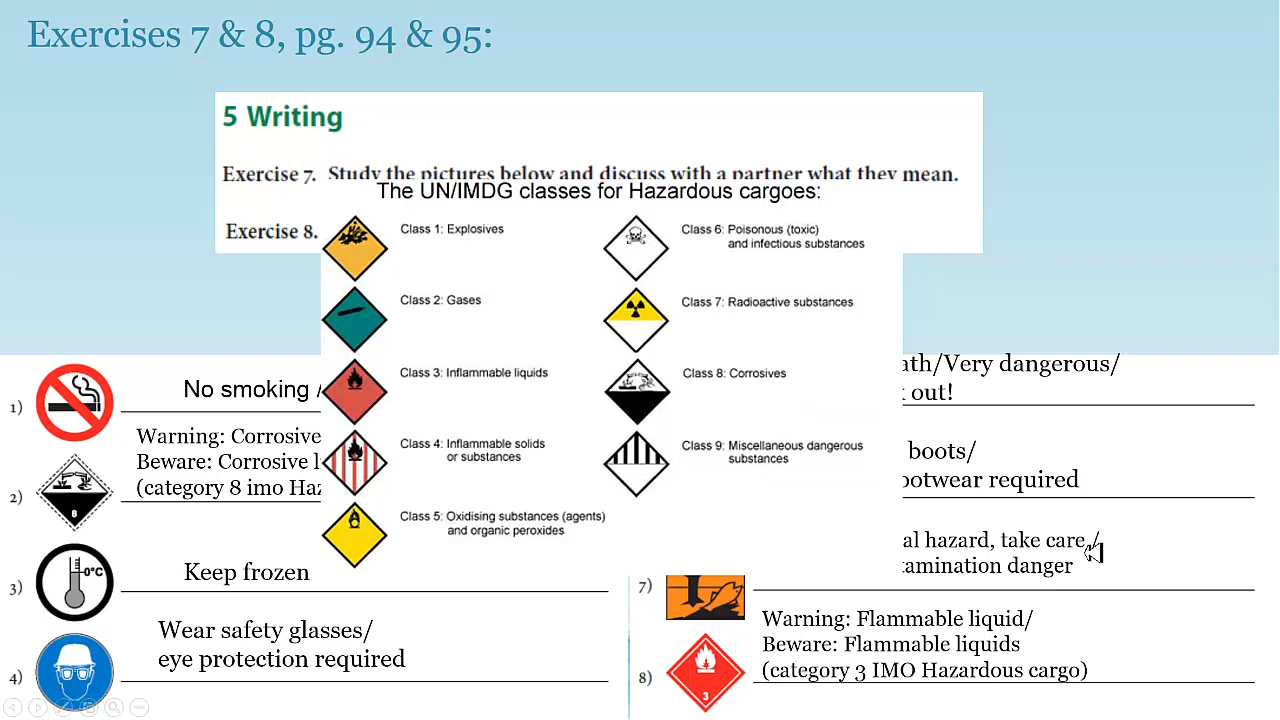 Exercises 7 & 8, pg. 94 & 95:
5 Writing
Exercise 7. Study the pictures below and discuss with a partner what they mean.
Exercise 8.
The UN/IMDG classes for Hazardous cargoes:
Class 1: Explosives
Class 2: Gases
Class 3: Inflammable liquids
Class 4: Inflammable solids
or substances
Class 5: Oxidising substances (agents)
and organic peroxides
Class 6: Poisonous (toxic)
and infectious substances
Class 7: Radioactive substances
Class 8: Corrosives
Class 9: Miscellaneous dangerous
substances
1) No smoking /
2) Warning: Corrosive
Beware: Corrosive
(category 8 imo
8
3) 0°C Keep frozen
4) Wear safety glasses/
eye protection required
/Very dangerous/
out!
boots/
required
hazard, take care /
danger
7)
8) Warning: Flammable liquid/
Beware: Flammable liquids
(category 3 IMO Hazardous cargo)
3